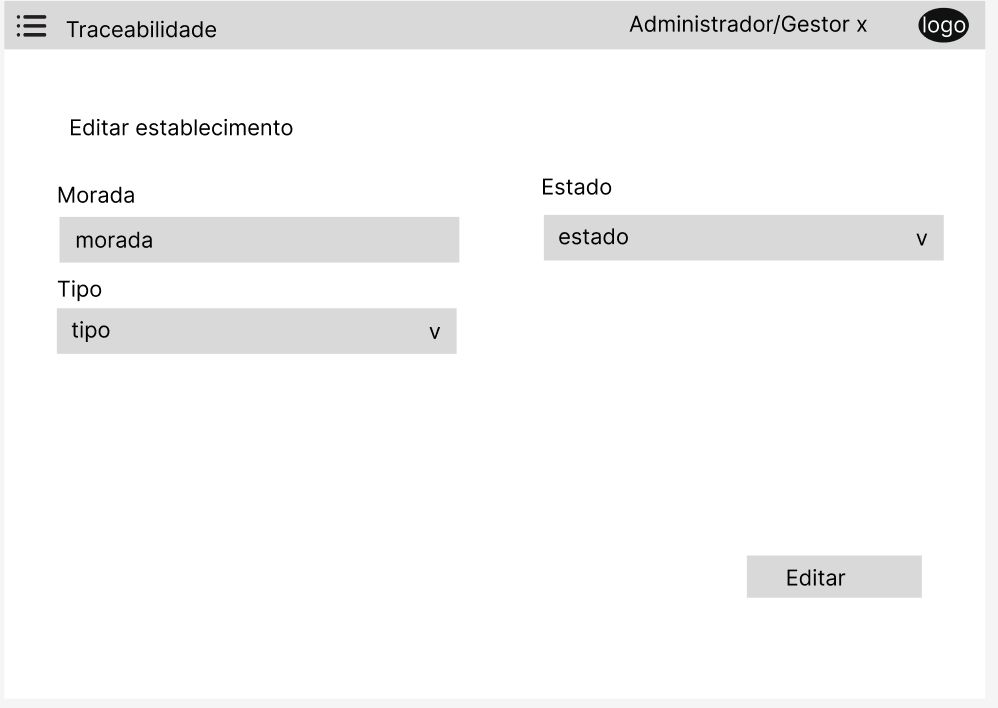 Traceabilidade
Administrador/Gestor x
logo
Editar establecimento
Morada
morada
Estado
estado
v
Tipo
tipo
v
Editar